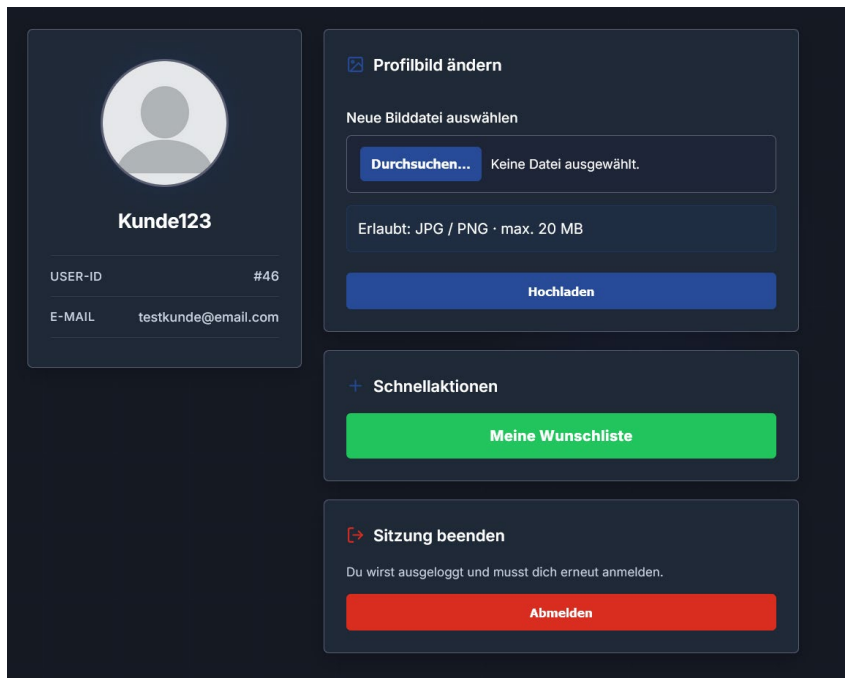 Kunde123
USER-ID #46
E-MAIL testkunde@email.com
Profilbild ändern
Neue Bilddatei auswählen
Durchsuchen... Keine Datei ausgewählt.
Erlaubt: JPG / PNG · max. 20 MB
Hochladen
Schnellaktionen
Meine Wunschliste
Sitzung beenden
Du wirst ausgeloggt und musst dich erneut anmelden.
Abmelden